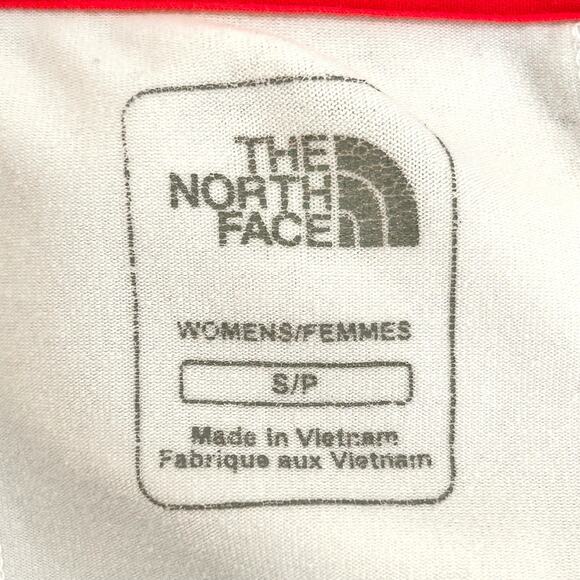 THE
NORTH
FACE
WOMENS/FEMMES
S/P
Made in Vietnam
Fabrique aux Vietnam